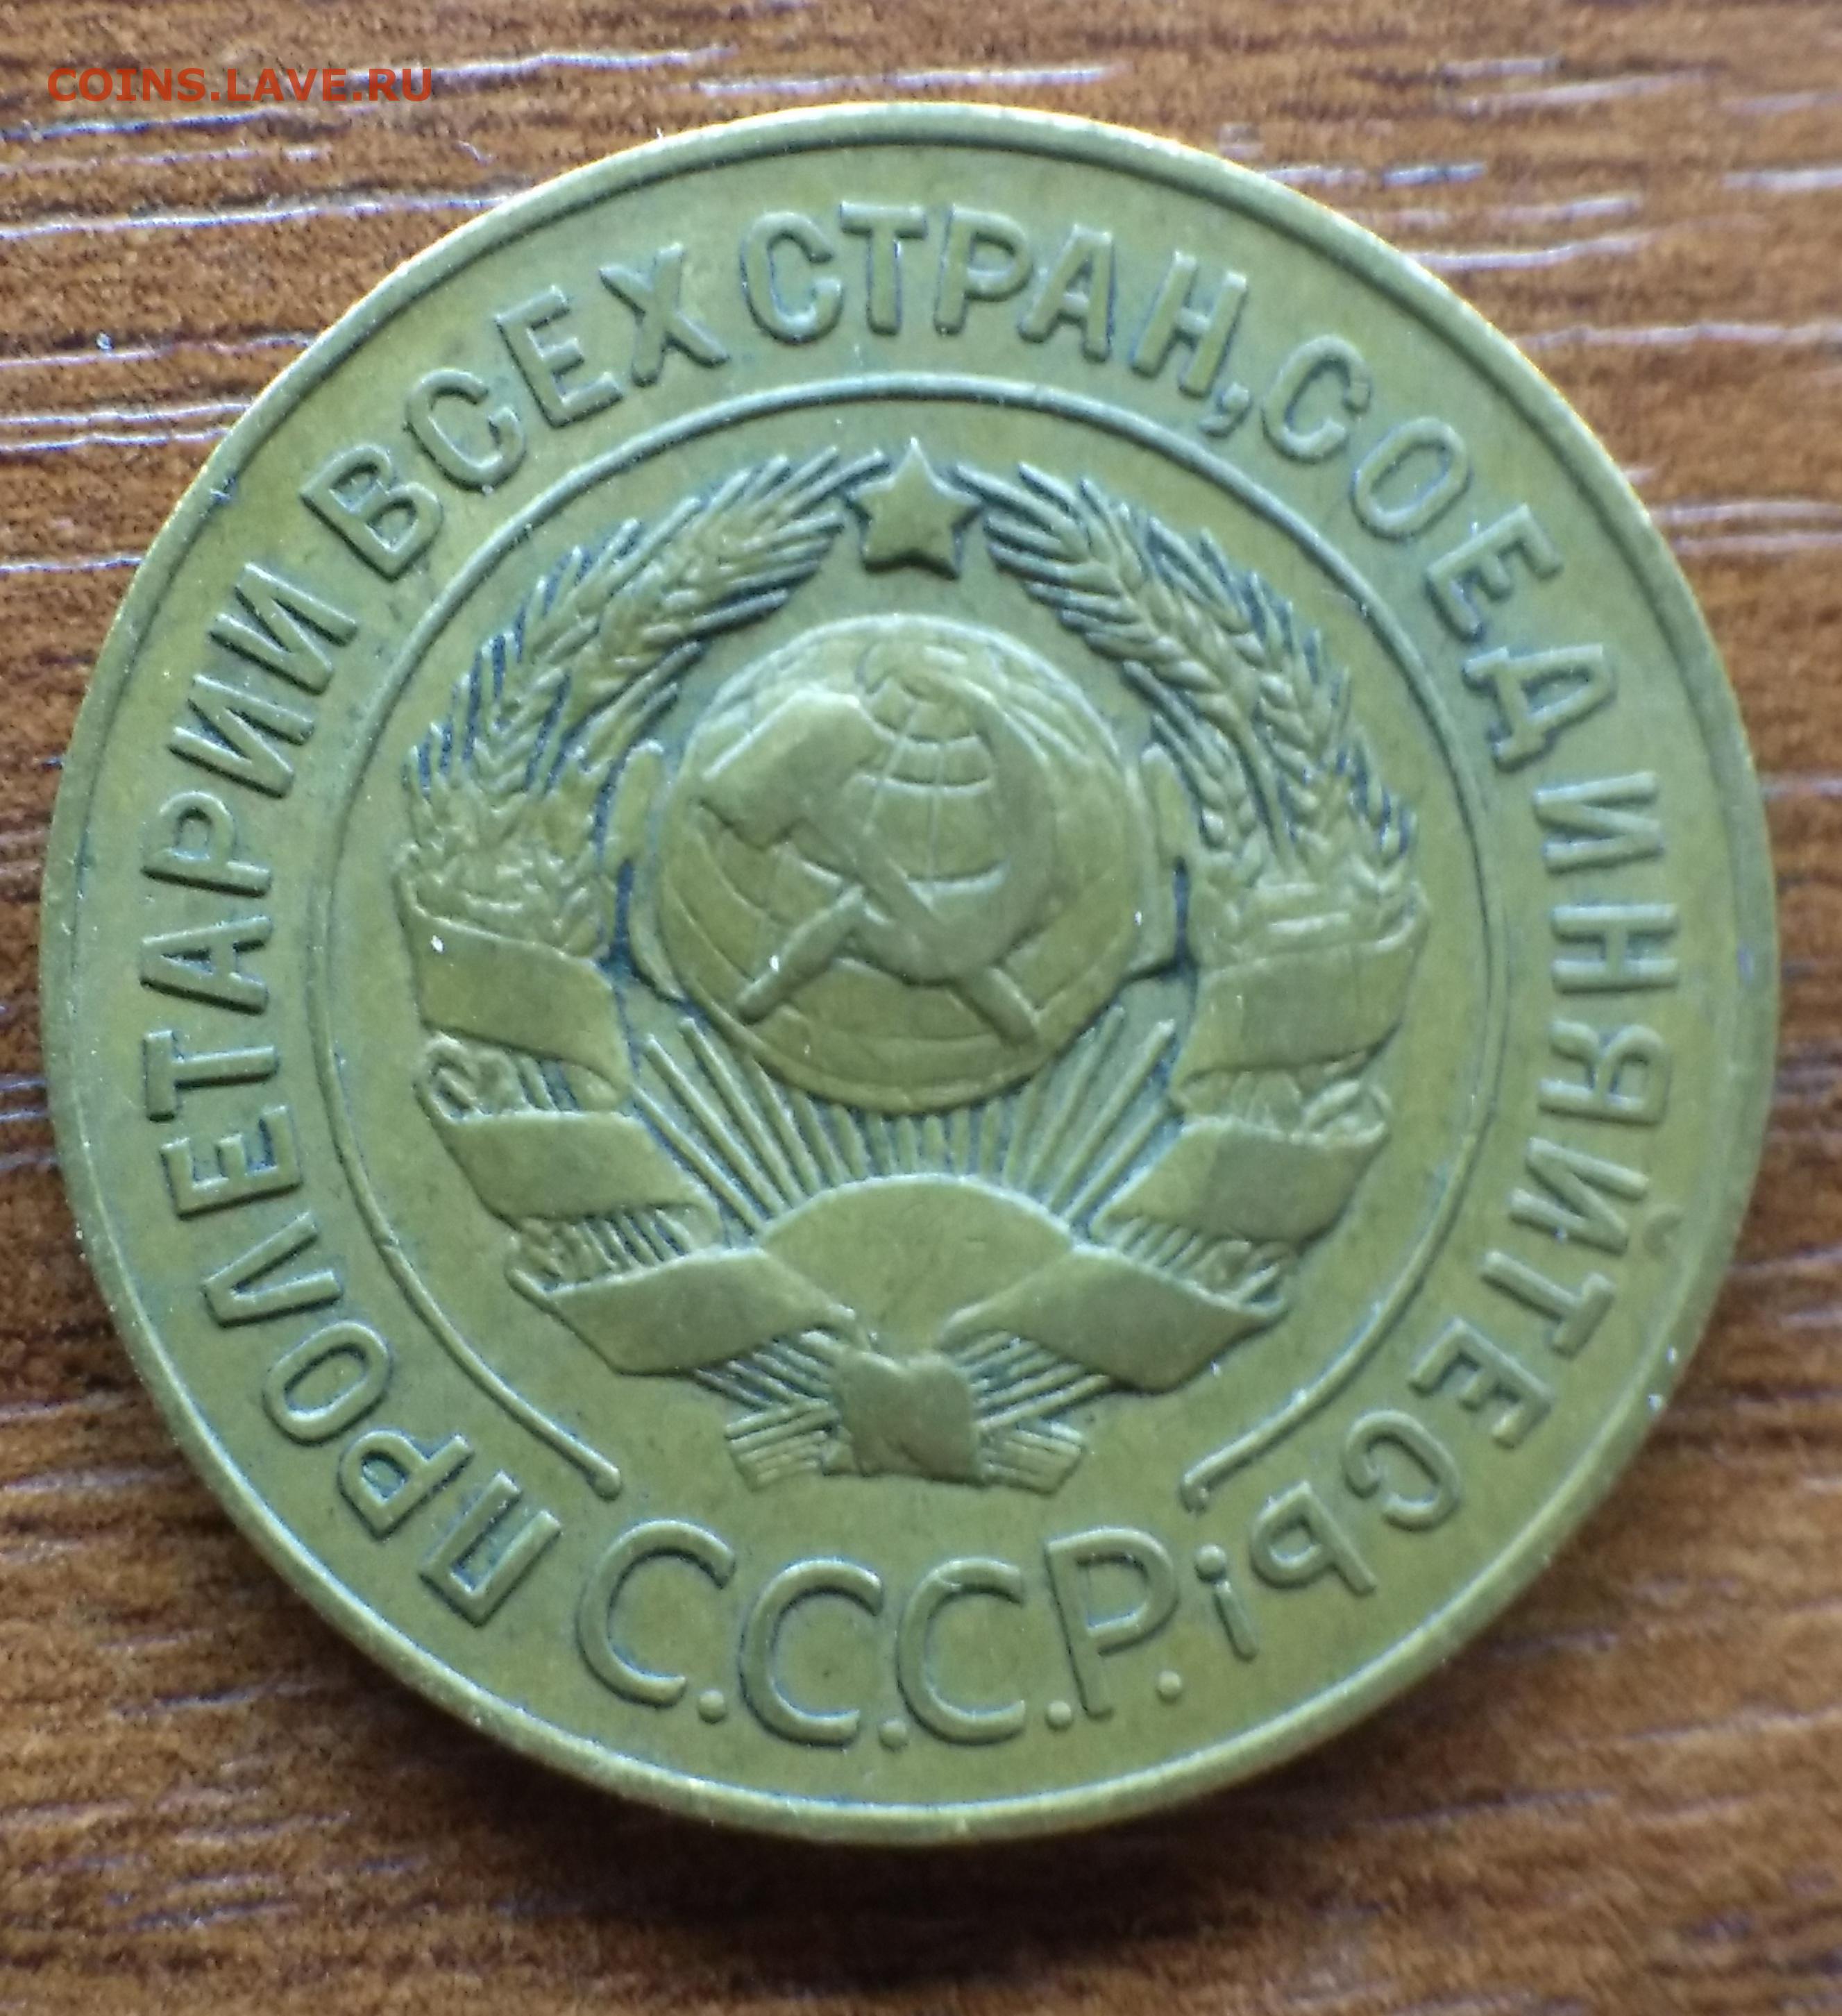 COINS.LAVE.RU
ПРОЛЕТАРИИ ВСЕХ СТРАН, СОЕДИНЯЙТЕСЬ!
С.С.С.Р.